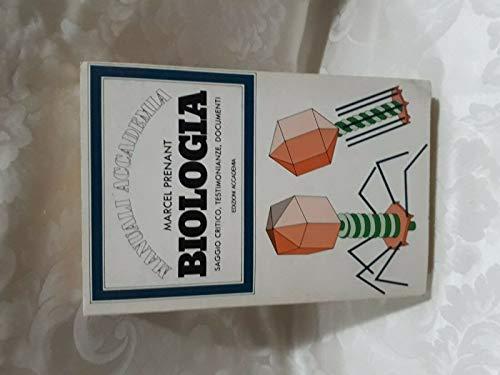 MANUALI ACCADEMIA
MARCEL PRENANT
BIOLOGIA
SAGGIO CRITICO, TESTIMONIANZE, DOCUMENTI
EDIZIONI ACCADEMIA